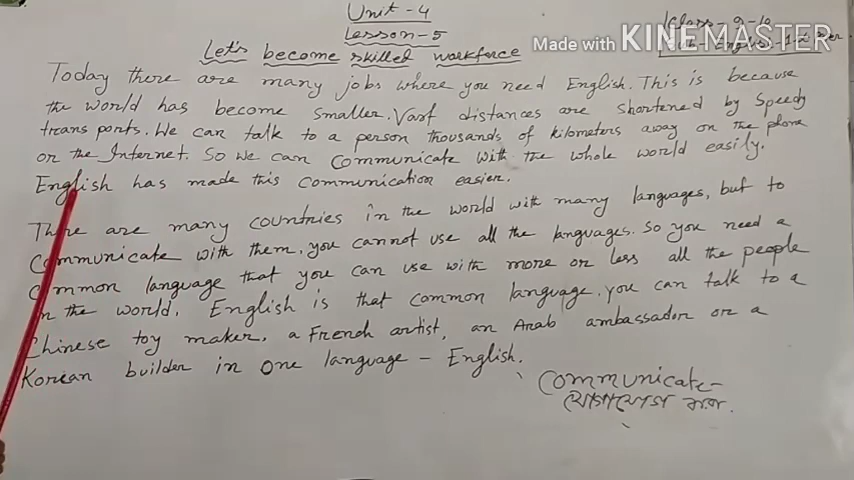 Unit - 4
Lesson - 5
Class - 9-10
Let's become skilled workforce
Made with KINEMASTER
Today there are many jobs where you need English. This is because
the world has become smaller. Vast distances are shortened by speedy
transports. We can talk to a person thousands of kilometers away on the phone
or the Internet. So we can communicate with the whole world easily.
English has made this communication easier.
There are many countries in the world with many languages, but to
communicate with them, you cannot use all the languages. So you need a
common language that you can use with more or less all the people
in the world. English is that common language. You can talk to a
Chinese toy maker, a French artist, an Arab ambassador or a
Korean builder in one language - English.
Communicate -
যোগাযোগ করা.